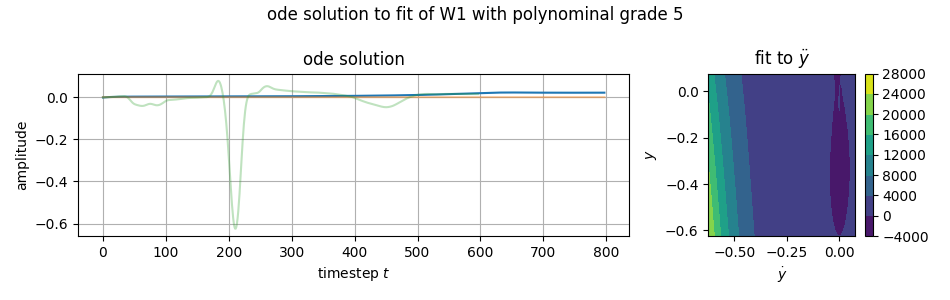 ode solution to fit of W1 with polynominal grade 5
ode solution
amplitude
0.0
−0.2
−0.4
−0.6
0 100 200 300 400 500 600 700 800
timestep t
fit to ÿ
y
0.0
−0.2
−0.4
−0.6
−0.50 −0.25 0.00
ẏ
28000
24000
20000
16000
12000
8000
4000
0
−4000